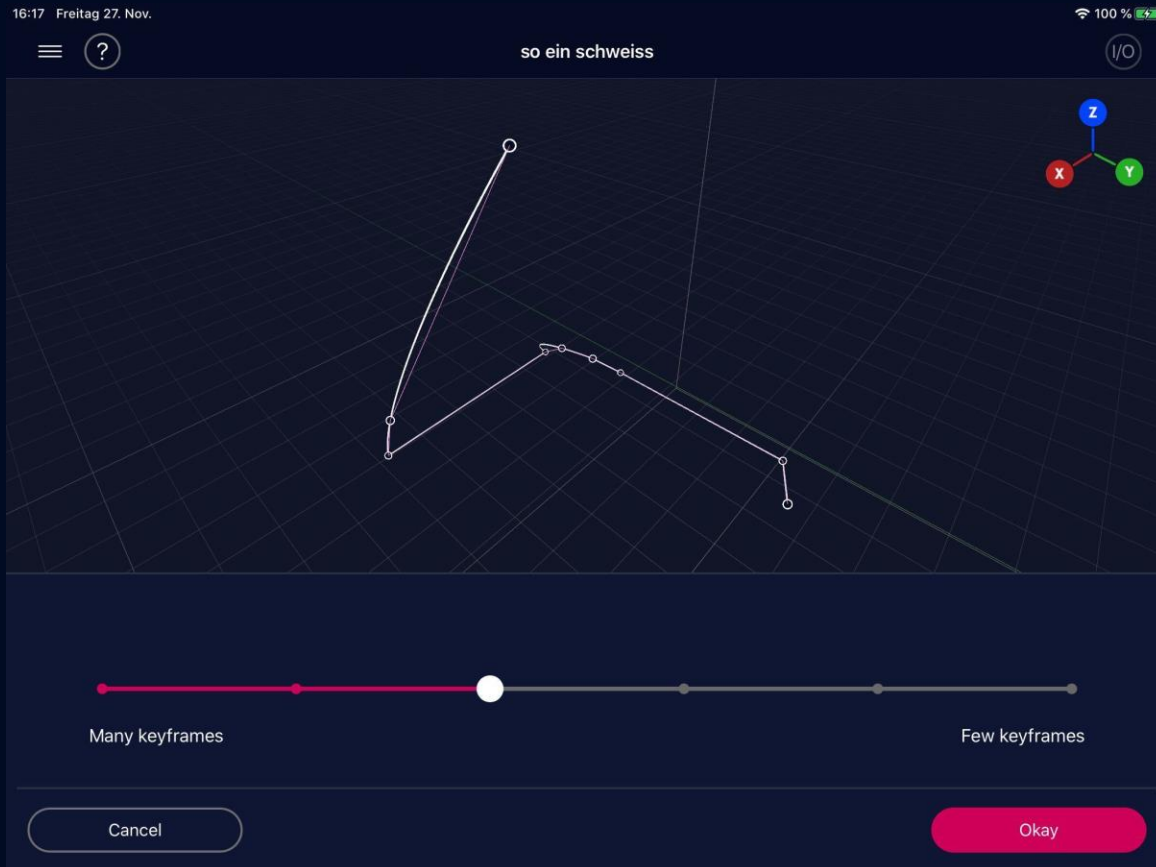 16:17 Freitag 27. Nov.
100 %
?
so ein schweiss
I/O
Z
X
Y
Many keyframes
Few keyframes
Cancel
Okay